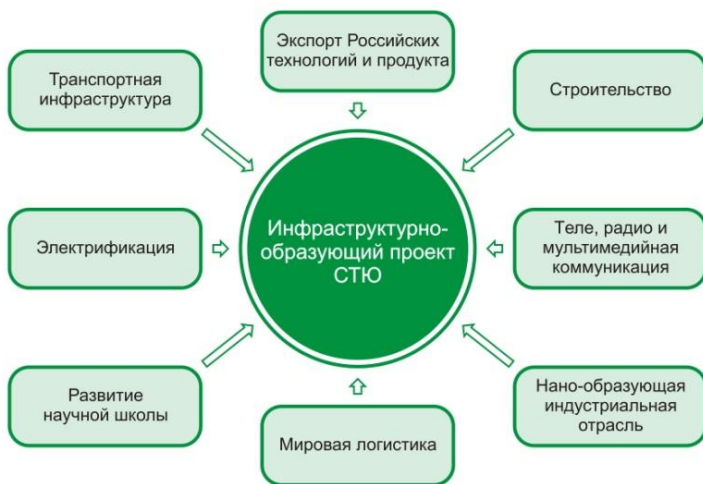 Экспорт Российских
технологий и продукта
Транспортная
инфраструктура
Строительство
Инфраструктурно-
образующий проект
СТЮ
Электрификация
Теле, радио и
мультимедийная
коммуникация
Развитие
научной школы
Мировая логистика
Нано-образующая
индустриальная
отрасль